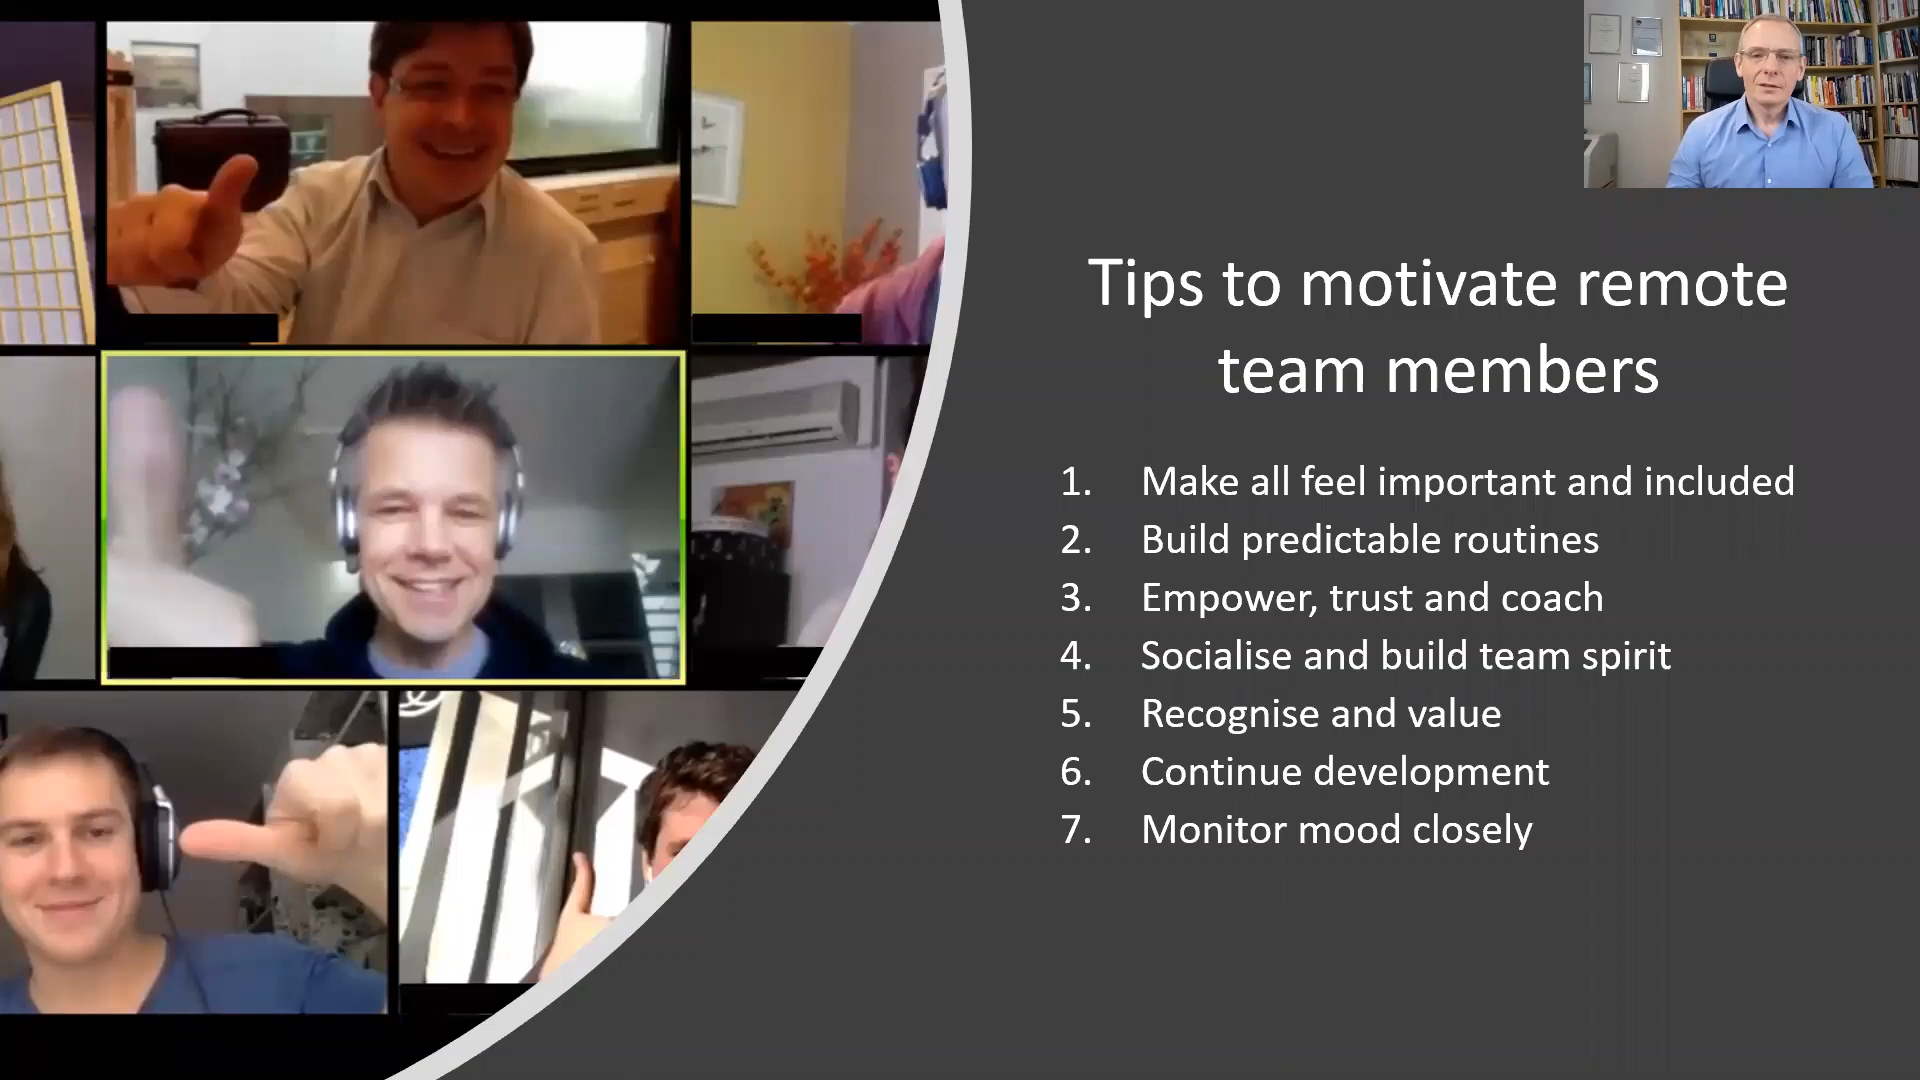 Tips to motivate remote
team members
1. Make all feel important and included
2. Build predictable routines
3. Empower, trust and coach
4. Socialise and build team spirit
5. Recognise and value
6. Continue development
7. Monitor mood closely